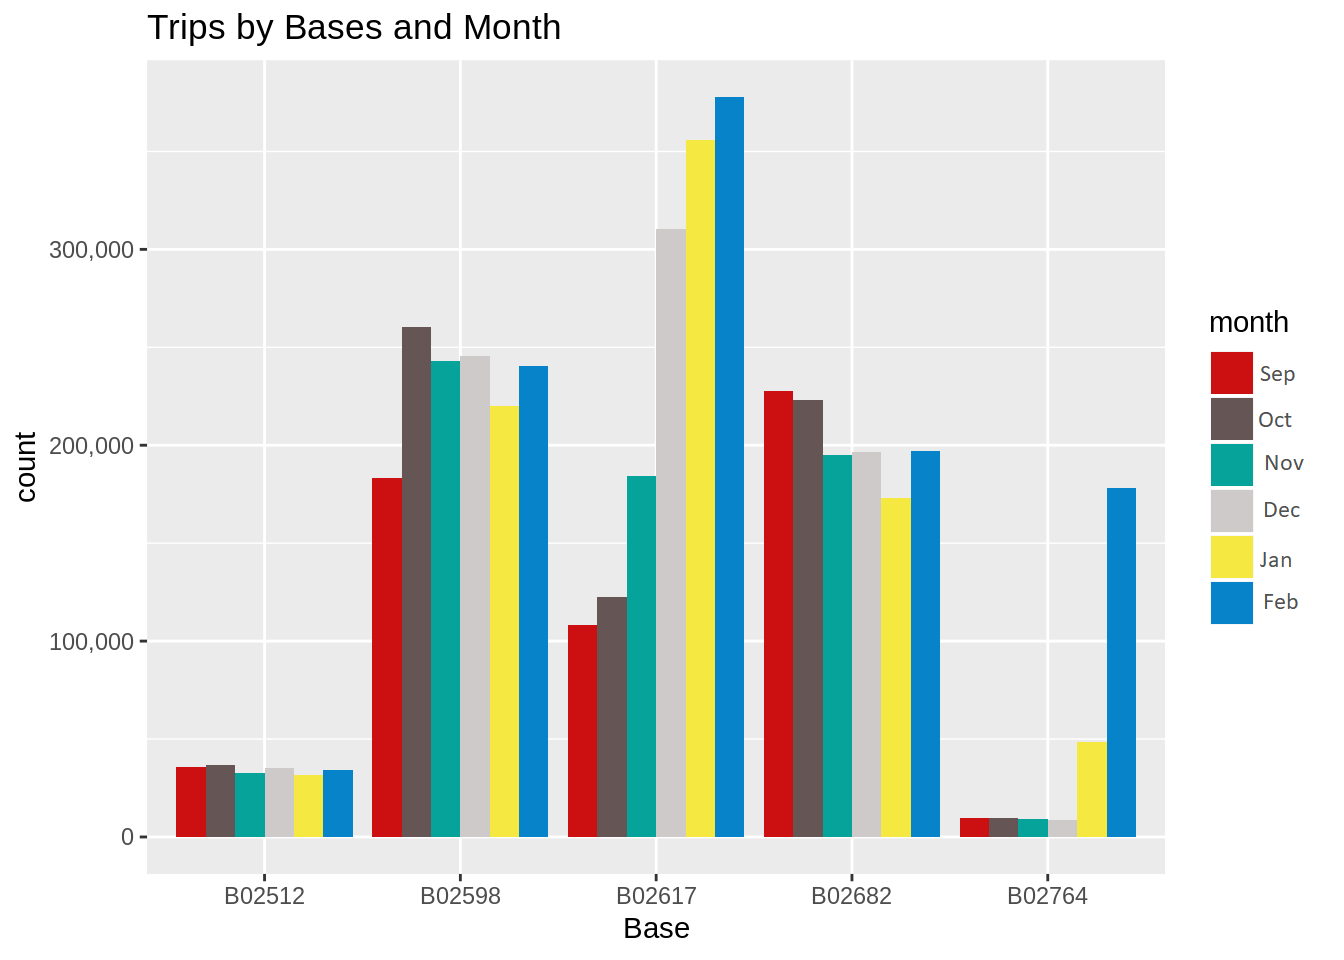 Trips by Bases and Month
300,000
200,000
100,000
0
count
B02512 B02598 B02617 B02682 B02764
Base
month
Sep
Oct
Nov
Dec
Jan
Feb